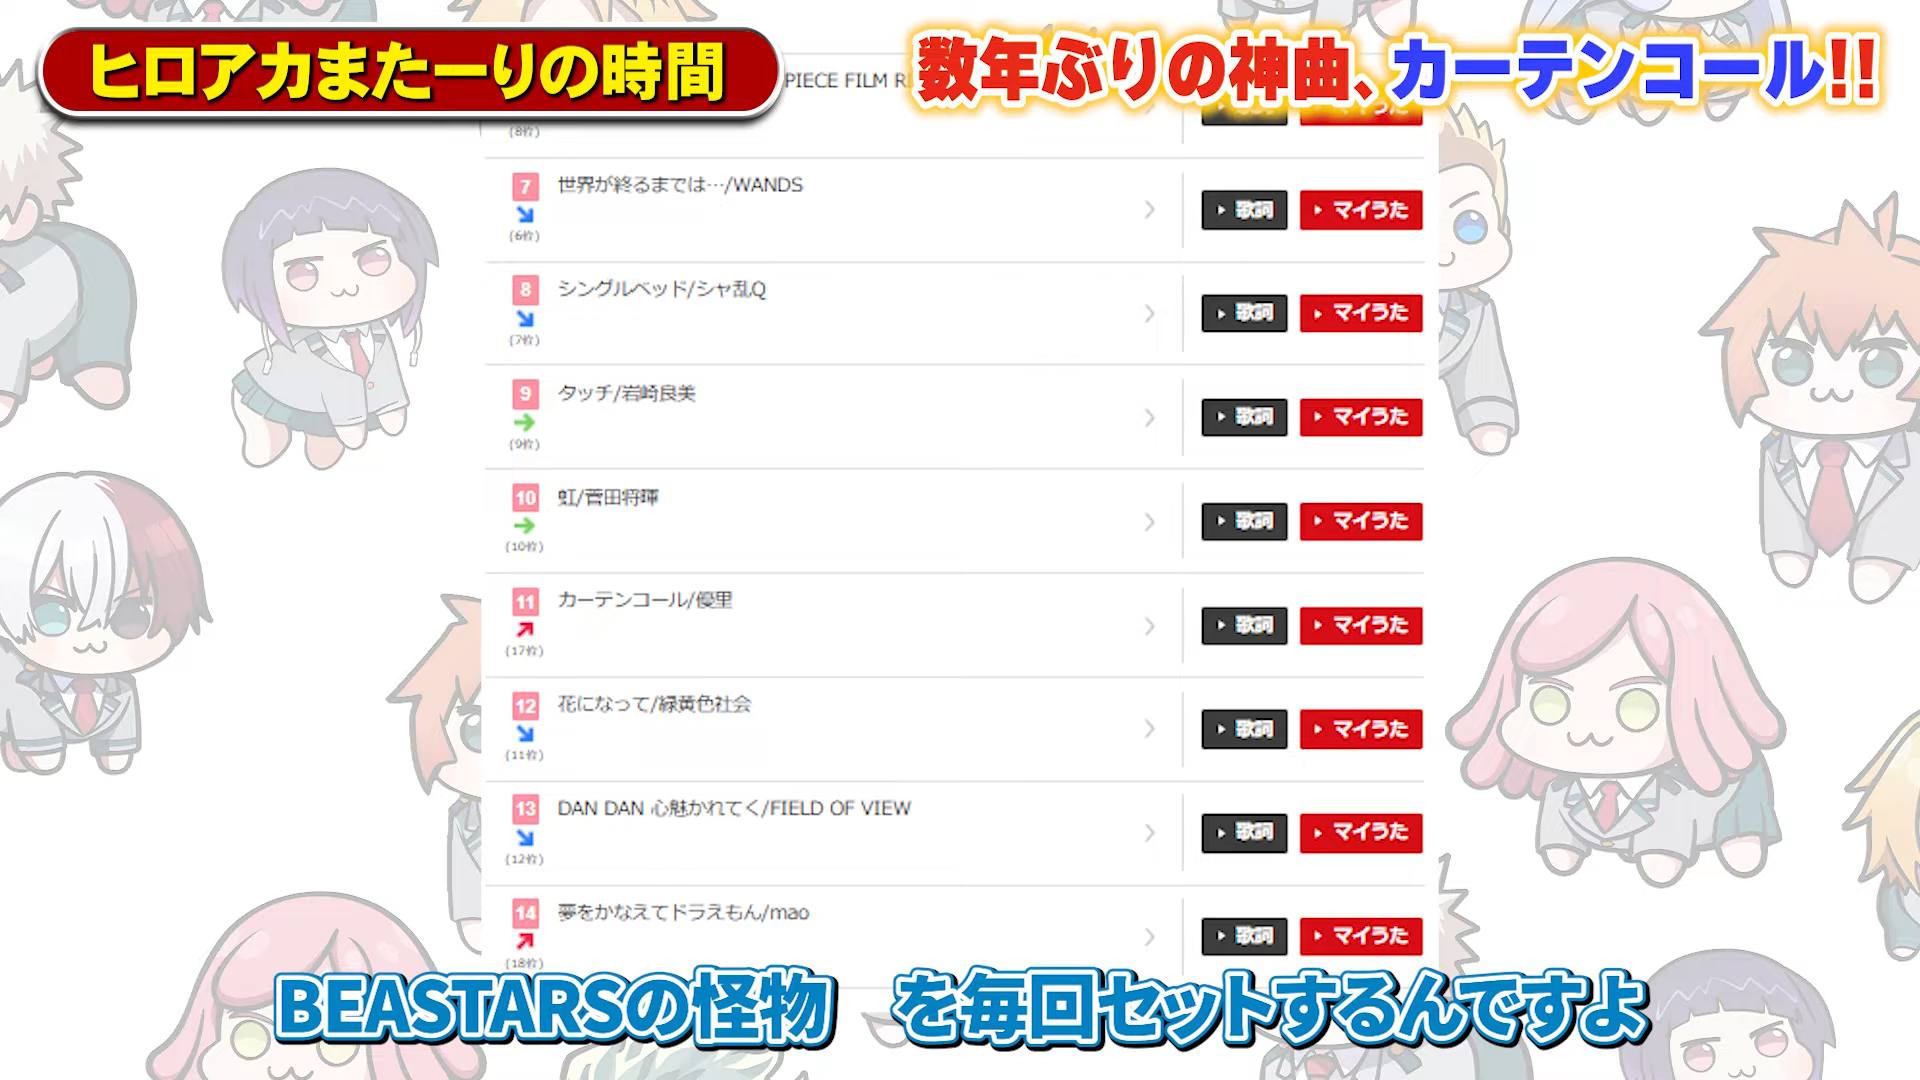 ヒロアカまたーりの時間
数年ぶりの神曲、カーテンコール!!
PIECE FILM R
(8位)
7 世界が終るまでは…/WANDS 歌詞 マイうた
(6位)
8 シングルベッド/シャ乱Q 歌詞 マイうた
(7位)
9 タッチ/岩崎良美 歌詞 マイうた
(9位)
10 虹/菅田将暉 歌詞 マイうた
(10位)
11 カーテンコール/優里 歌詞 マイうた
(17位)
12 花になって/緑黄色社会 歌詞 マイうた
(11位)
13 DAN DAN 心魅かれてく/FIELD OF VIEW 歌詞 マイうた
(12位)
14 夢をかなえてドラえもん/mao 歌詞 マイうた
(18位)
BEASTARSの怪物 を毎回セットするんですよ